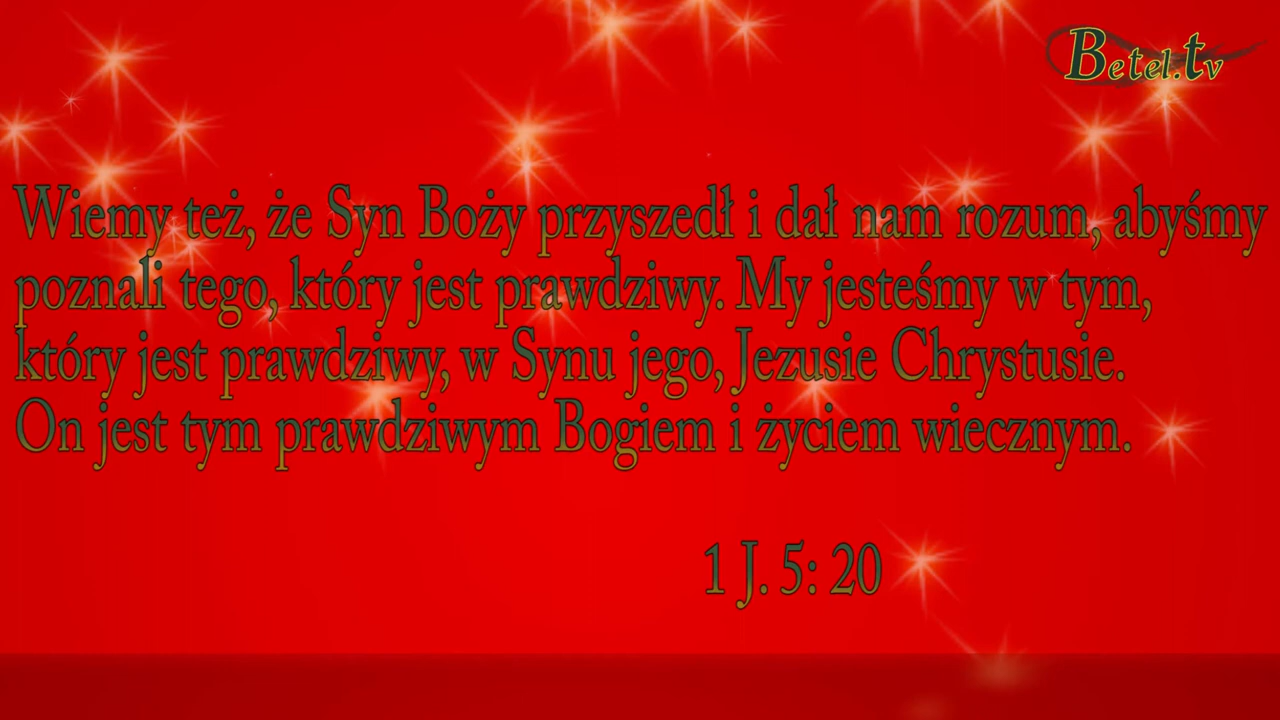 Betel.tv
Wiemy też, że Syn Boży przyszedł i dał nam rozum, abyśmy
poznali tego, który jest prawdziwy. My jesteśmy w tym,
który jest prawdziwy, w Synu jego, Jezusie Chrystusie.
On jest tym prawdziwym Bogiem i życiem wiecznym.
1 J. 5: 20